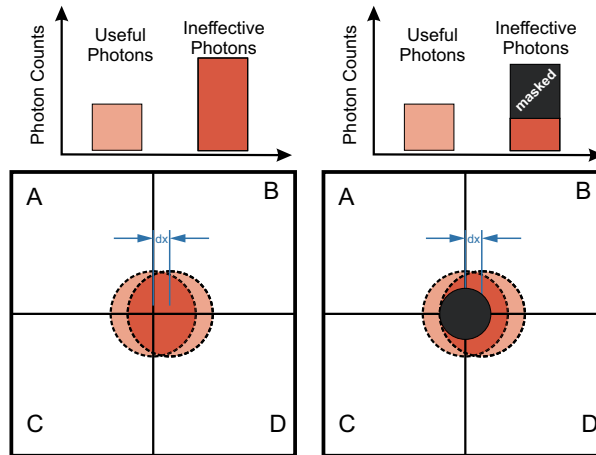 Photon Counts
Useful
Photons
Ineffective
Photons
A
B
dx
C
D
Photon Counts
Useful
Photons
Ineffective
Photons
masked
A
B
dx
C
D